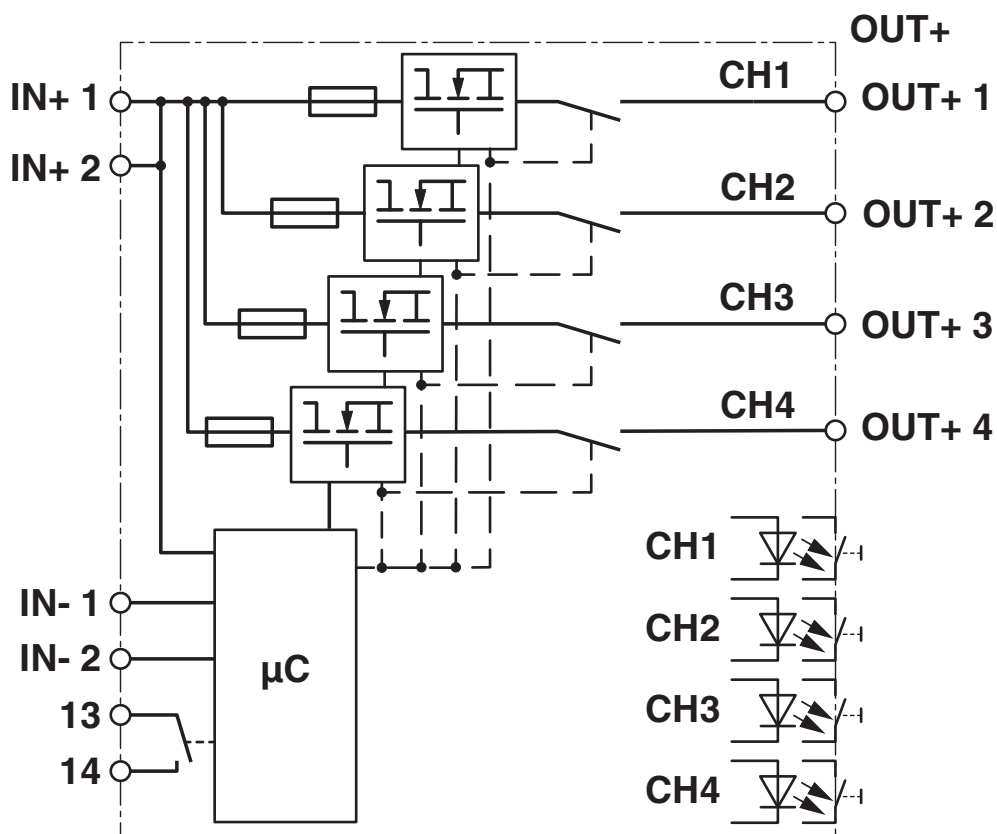 OUT+
IN+ 1
CH1
OUT+ 1
IN+ 2
CH2
OUT+ 2
CH3
OUT+ 3
CH4
OUT+ 4
CH1
IN- 1
CH2
IN- 2
µC
13
CH3
14
CH4